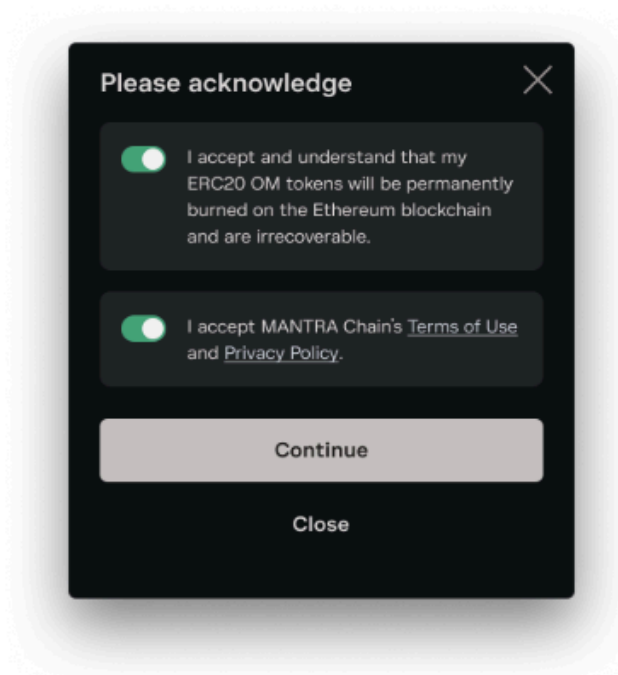 Please acknowledge
I accept and understand that my
ERC20 OM tokens will be permanently
burned on the Ethereum blockchain
and are irrecoverable.
I accept MANTRA Chain's Terms of Use
and Privacy Policy.
Continue
Close